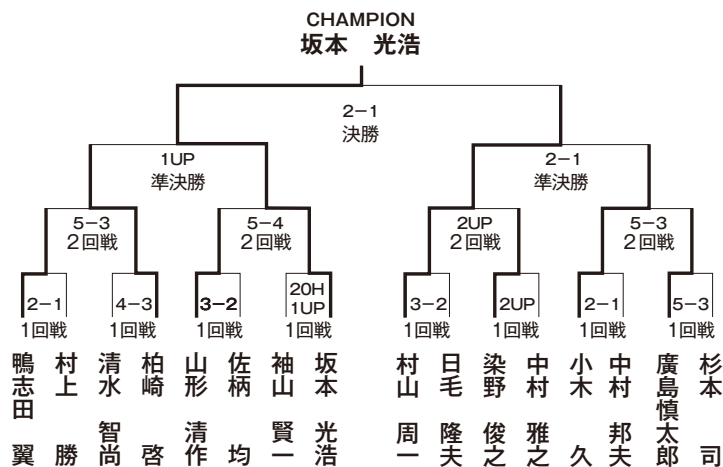 CHAMPION
坂本 光浩
2-1
決勝
1UP
準決勝
2-1
準決勝
5-3
2回戦
5-4
2回戦
2UP
2回戦
5-3
2回戦
2-1
1回戦
4-3
1回戦
3-2
1回戦
20H
1UP
1回戦
3-2
1回戦
2UP
1回戦
2-1
1回戦
5-3
1回戦
鴨志田 翼
村上 勝
清水 智尚
柏崎 啓
山形 清作
佐柄 均
袖山 賢一
坂本 光浩
村山 周一
日毛 隆夫
染野 俊之
中村 雅之
小木 久
中村 邦夫
廣島慎太郎
杉本 司